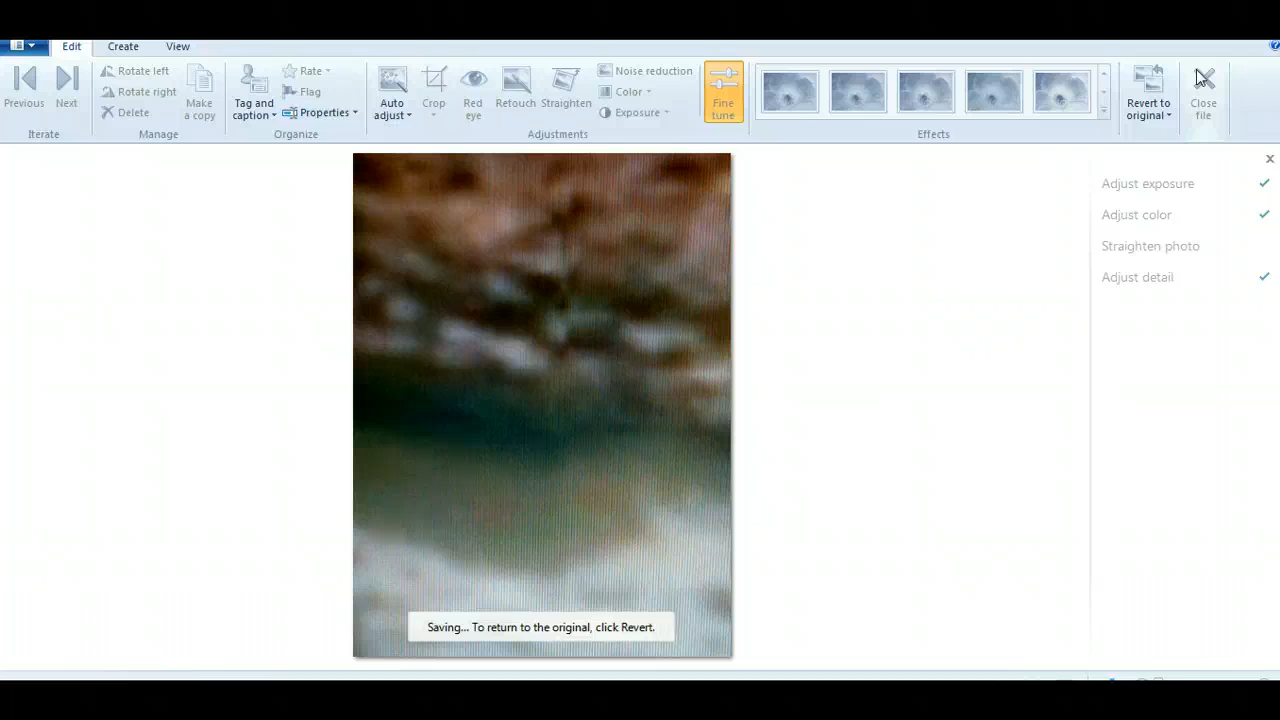 Edit Create View
Previous Next Rotate left Rotate right Delete Make a copy
Iterate Manage
Tag and caption Rate Flag Properties
Organize
Auto adjust Crop Red eye Retouch Straighten Noise reduction Color Exposure
Adjustments
Fine tune
Effects
Revert to original
Close file
Adjust exposure
Adjust color
Straighten photo
Adjust detail
Saving... To return to the original, click Revert.